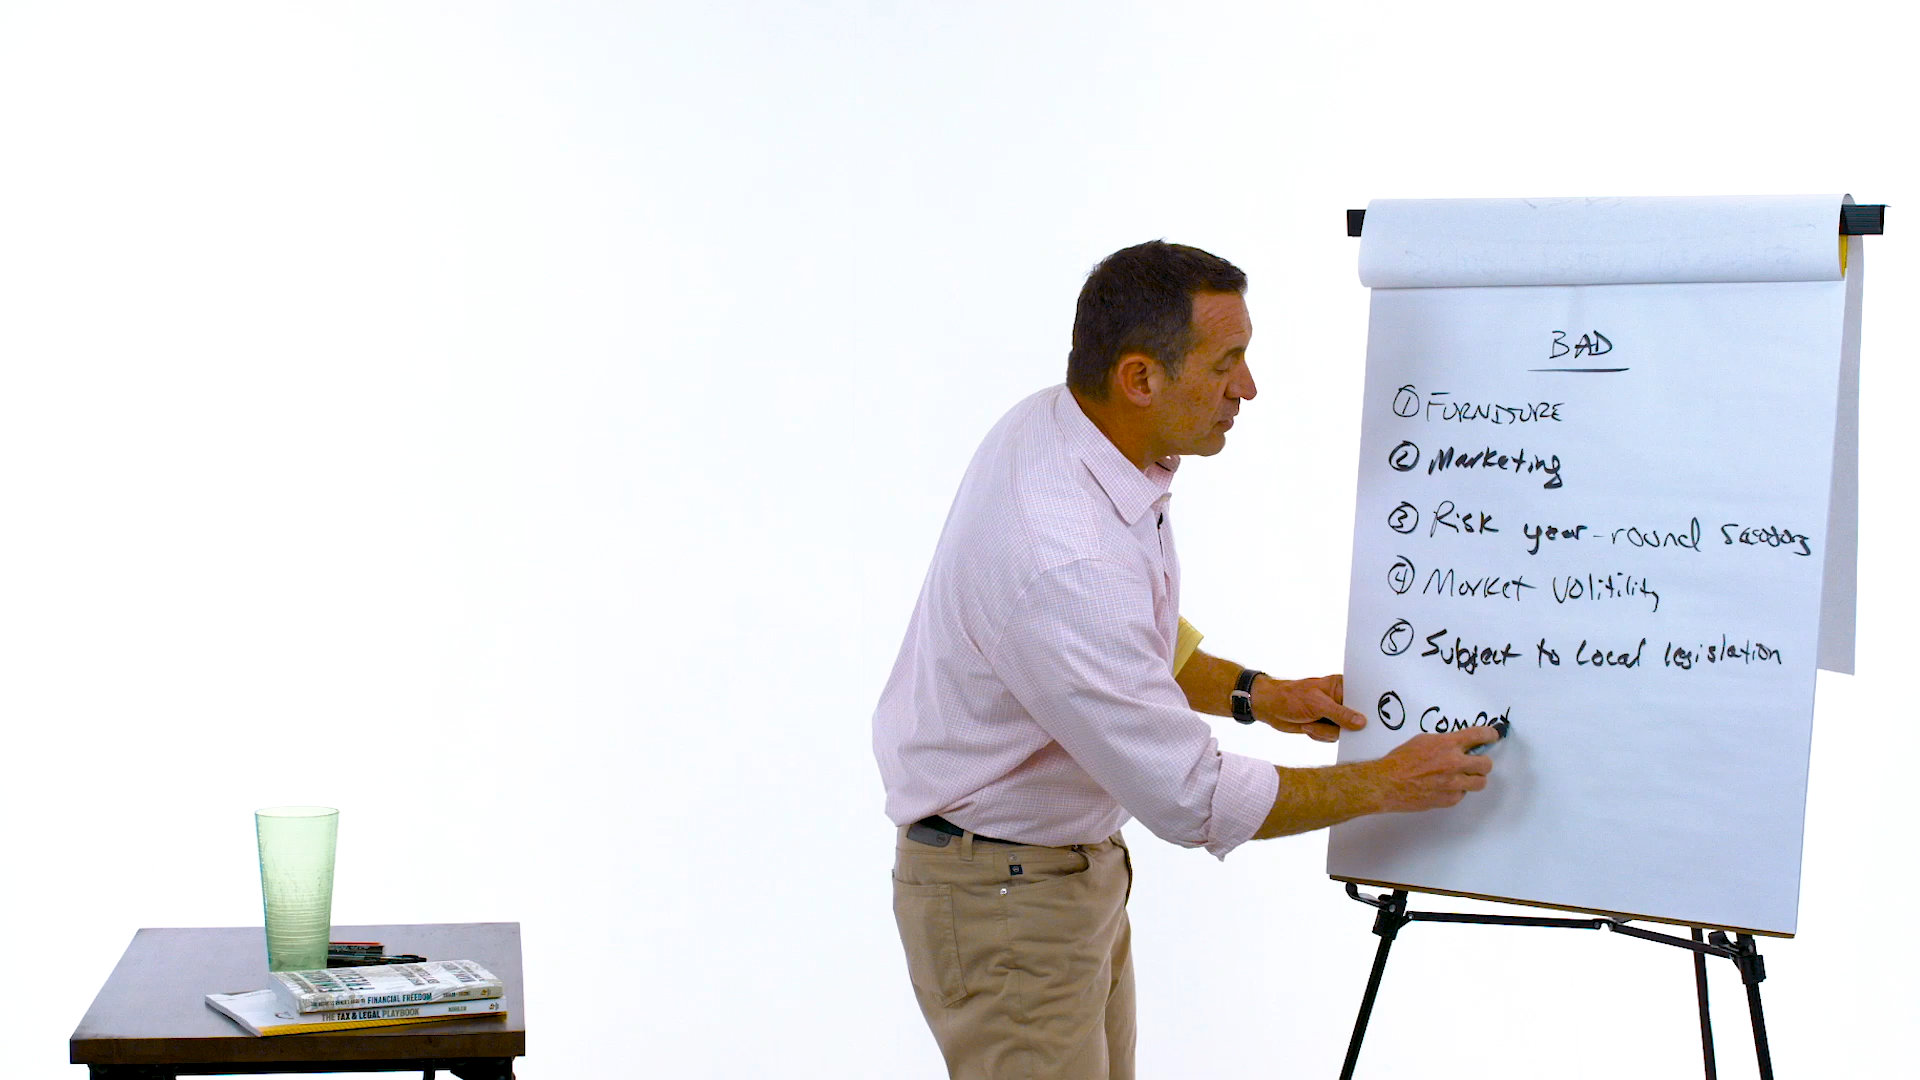 BAD
① FURNITURE
② Marketing
③ Risk year-round
④ Market Volitility
⑤ Subject to local legislation
⑥ Compet
FINANCIAL FREEDOM
THE TAX & LEGAL PLAYBOOK